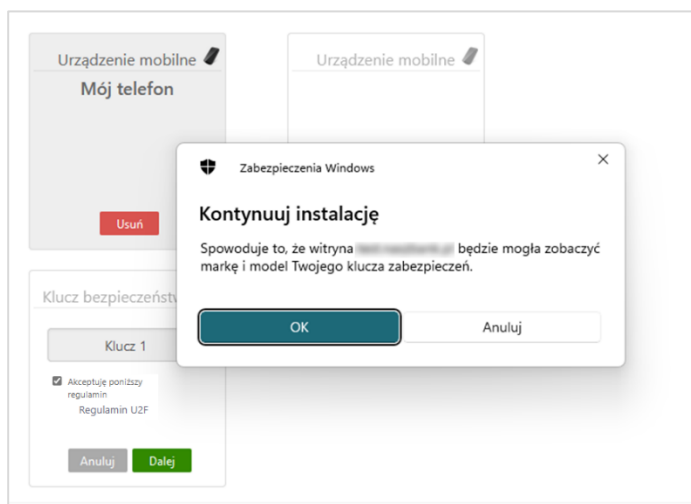 Urządzenie mobilne
Mój telefon
Usuń
Urządzenie mobilne
Zabezpieczenia Windows
Kontynuuj instalację
Spowoduje to, że witryna będzie mogła zobaczyć
markę i model Twojego klucza zabezpieczeń.
OK
Anuluj
Klucz bezpieczeństw
Klucz 1
Akceptuję poniższy
regulamin
Regulamin U2F
Anuluj
Dalej